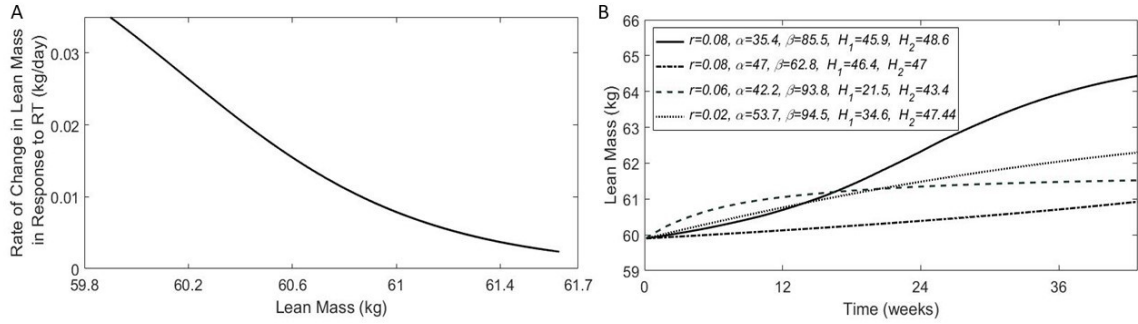 A
Rate of Change in Lean Mass
in Response to RT (kg/day)
0.03
0.02
0.01
0
59.8 60.2 60.6 61 61.4 61.7
Lean Mass (kg)
B
Lean Mass (kg)
66
65
64
63
62
61
60
59
r=0.08, α=35.4, β=85.5, H1=45.9, H2=48.6
r=0.08, α=47, β=62.8, H1=46.4, H2=47
r=0.06, α=42.2, β=93.8, H1=21.5, H2=43.4
r=0.02, α=53.7, β=94.5, H1=34.6, H2=47.44
0 12 24 36
Time (weeks)